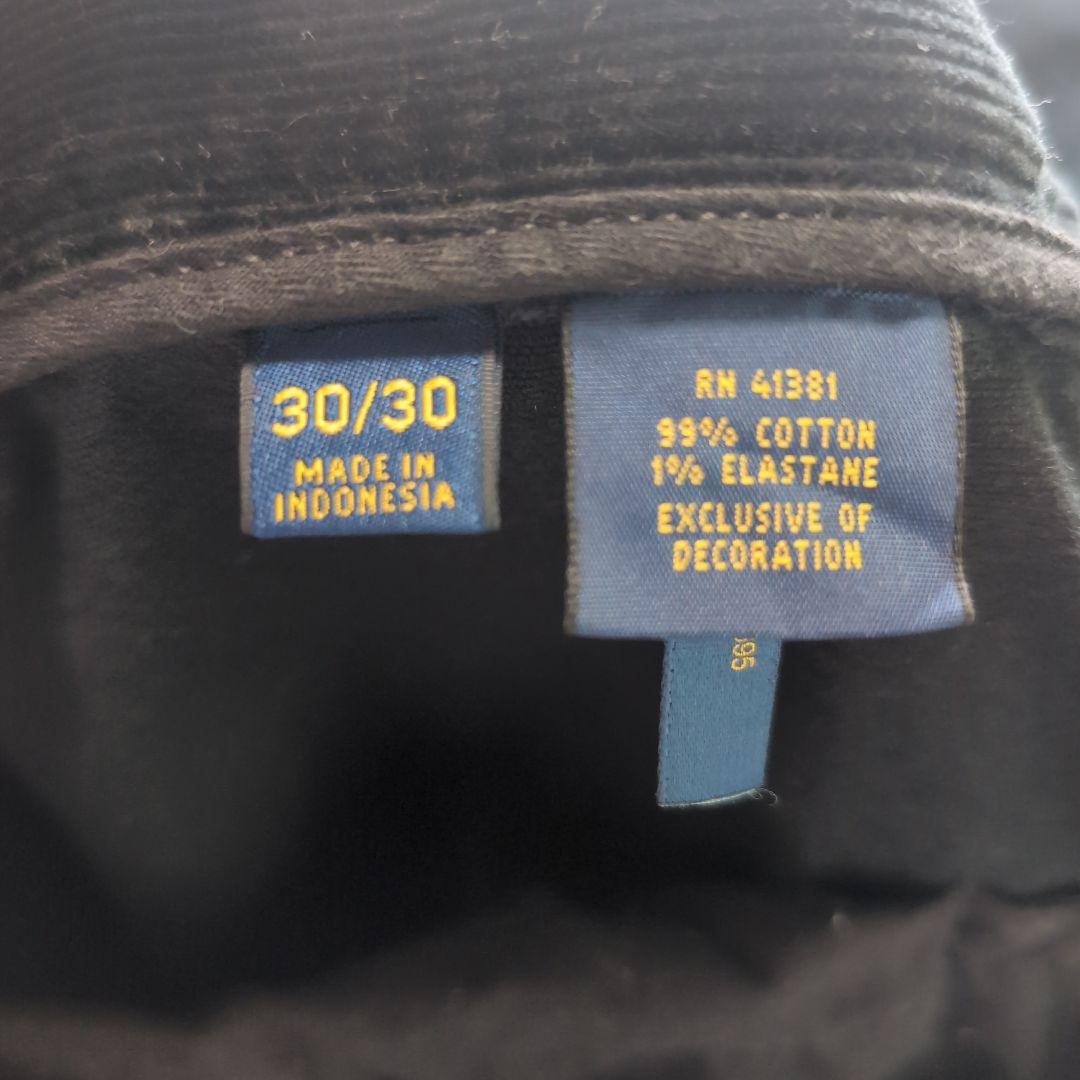 30/30
MADE IN
INDONESIA
RN 41381
99% COTTON
1% ELASTANE
EXCLUSIVE OF
DECORATION